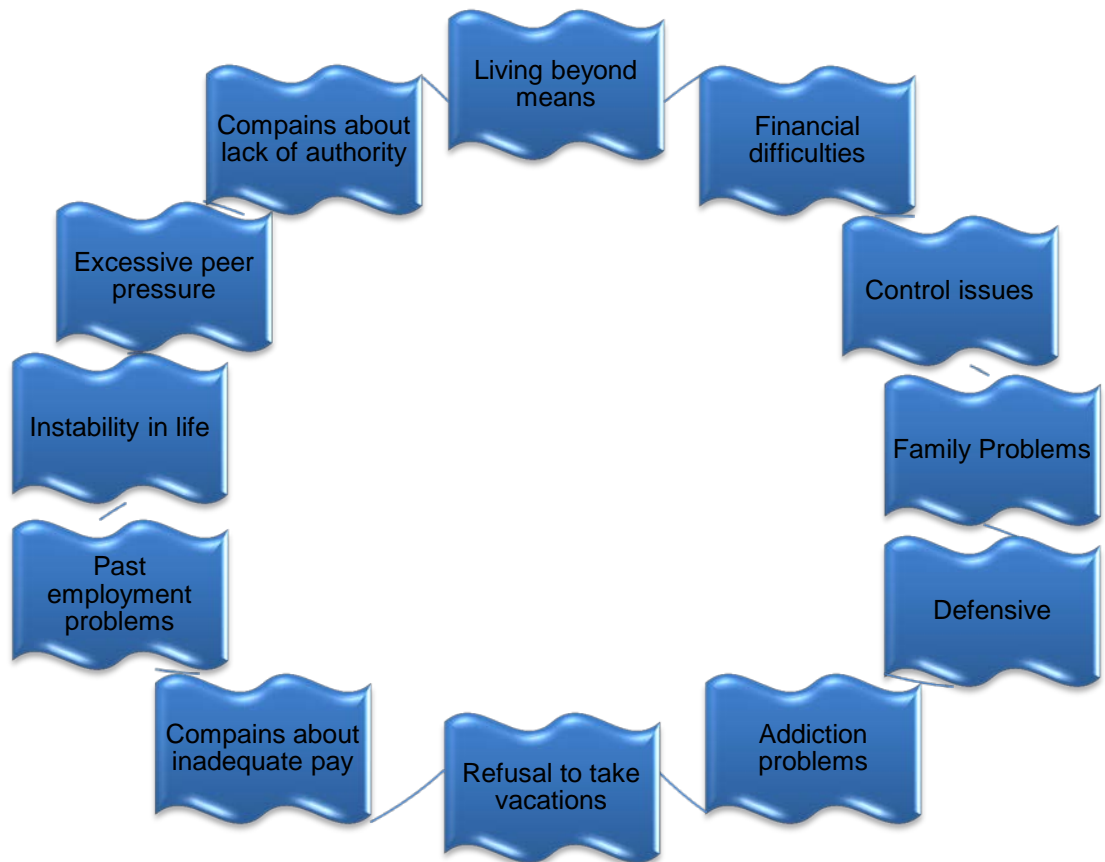 Living beyond
means
Financial
difficulties
Control issues
Family Problems
Defensive
Addiction
problems
Refusal to take
vacations
Compains about
inadequate pay
Past
employment
problems
Instability in life
Excessive peer
pressure
Compains about
lack of authority